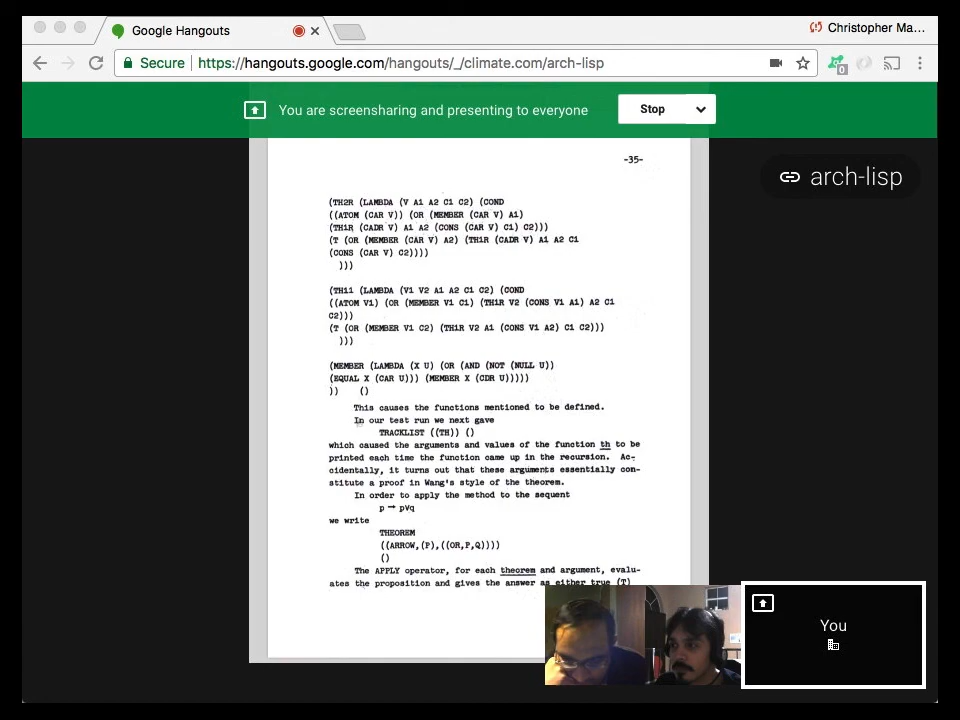 Google Hangouts
Christopher Ma...
Secure
https://hangouts.google.com/hangouts/_/climate.com/arch-lisp
0
You are screensharing and presenting to everyone
Stop
arch-lisp
-35-
(TH2R (LAMBDA (V A1 A2 C1 C2) (COND
((ATOM (CAR V)) (OR (MEMBER (CAR V) A1)
(TH1R (CADR V) A1 A2 (CONS (CAR V) C1) C2)))
(T (OR (MEMBER (CAR V) A2) (TH1R (CADR V) A1 A2 C1
(CONS (CAR V) C2))))
)))
(TH11 (LAMBDA (V1 V2 A1 A2 C1 C2) (COND
((ATOM V1) (OR (MEMBER V1 C1) (TH1R V2 (CONS V1 A1) A2 C1
C2)))
(T (OR (MEMBER V1 C2) (TH1R V2 A1 (CONS V1 A2) C1 C2)))
)))
(MEMBER (LAMBDA (X U) (OR (AND (NOT (NULL U))
(EQUAL X (CAR U))) (MEMBER X (CDR U)))))
)) ()
This causes the functions mentioned to be defined.
In our test run we next gave
TRACKLIST ((TH)) ()
which caused the arguments and values of the function th to be
printed each time the function came up in the recursion. Ac-
cidentally, it turns out that these arguments essentially con-
stitute a proof in Wang's style of the theorem.
In order to apply the method to the sequent
p → pVq
we write
THEOREM
((ARROW,(P),((OR,P,Q))))
()
The APPLY operator, for each theorem and argument, evalu-
ates the proposition and gives the answer as either true (T)
You